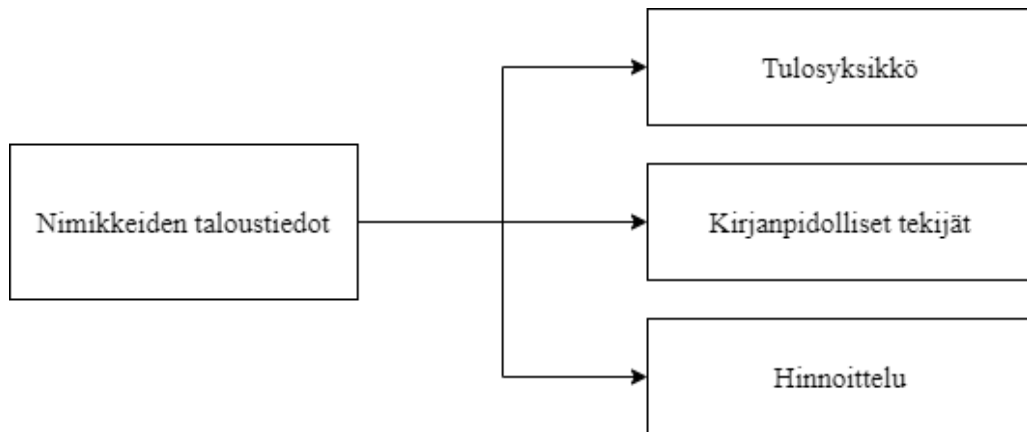 Tulosyksikkö
Nimikkeiden taloustiedot
Kirjanpidolliset tekijät
Hinnoittelu